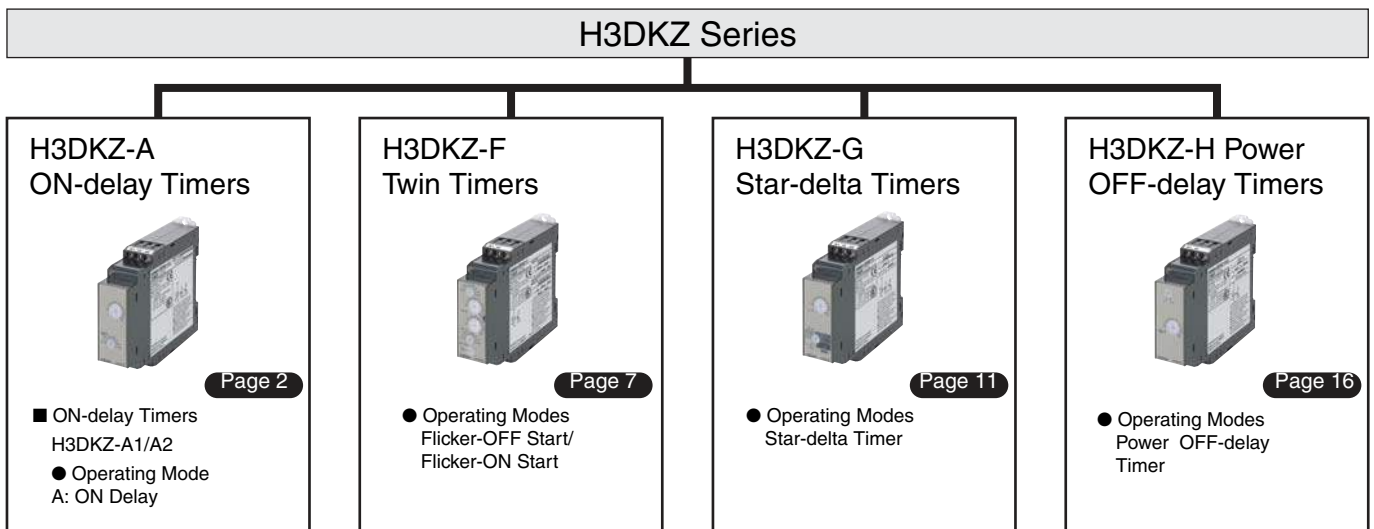 H3DKZ Series
H3DKZ-A
ON-delay Timers
Page 2
■ ON-delay Timers
H3DKZ-A1/A2
● Operating Mode
A: ON Delay
H3DKZ-F
Twin Timers
Page 7
● Operating Modes
Flicker-OFF Start/
Flicker-ON Start
H3DKZ-G
Star-delta Timers
Page 11
● Operating Modes
Star-delta Timer
H3DKZ-H Power
OFF-delay Timers
Page 16
● Operating Modes
Power OFF-delay
Timer